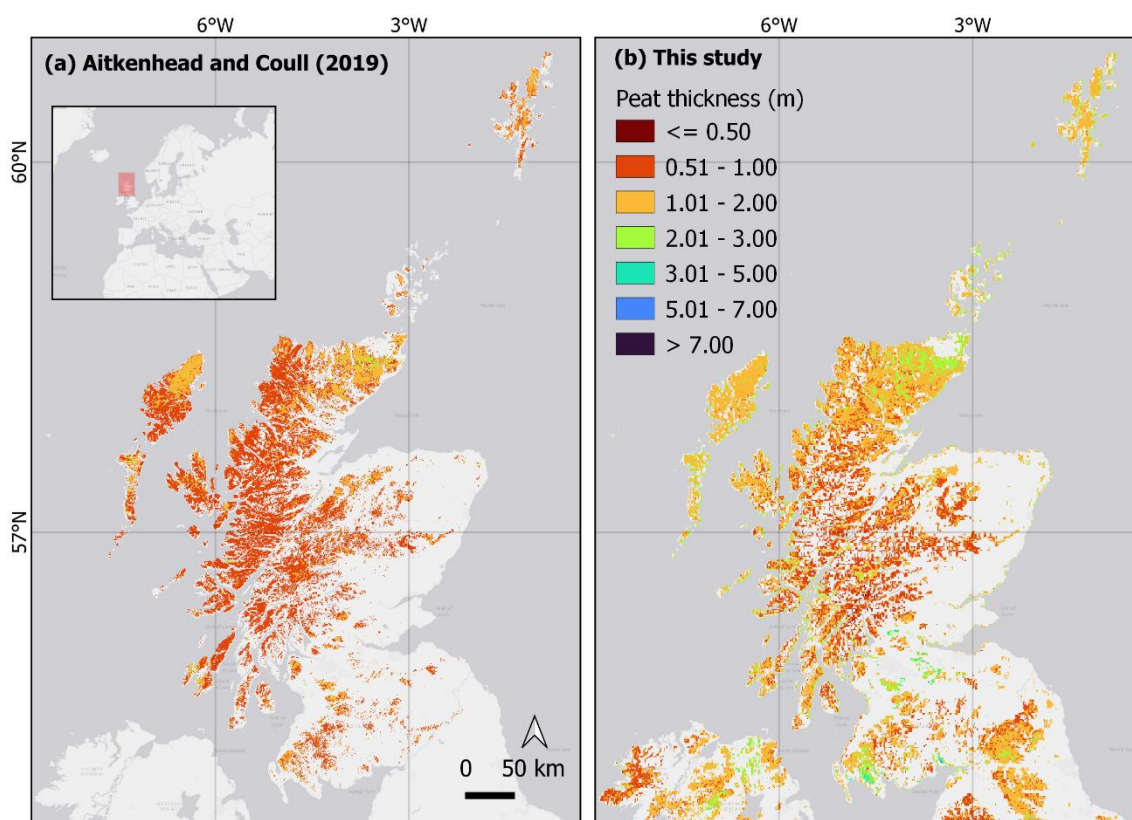 6°W
3°W
6°W
3°W
(a) Aitkenhead and Coull (2019)
(b) This study
Peat thickness (m)
<= 0.50
0.51 - 1.00
1.01 - 2.00
2.01 - 3.00
3.01 - 5.00
5.01 - 7.00
> 7.00
60°N
57°N
0 50 km